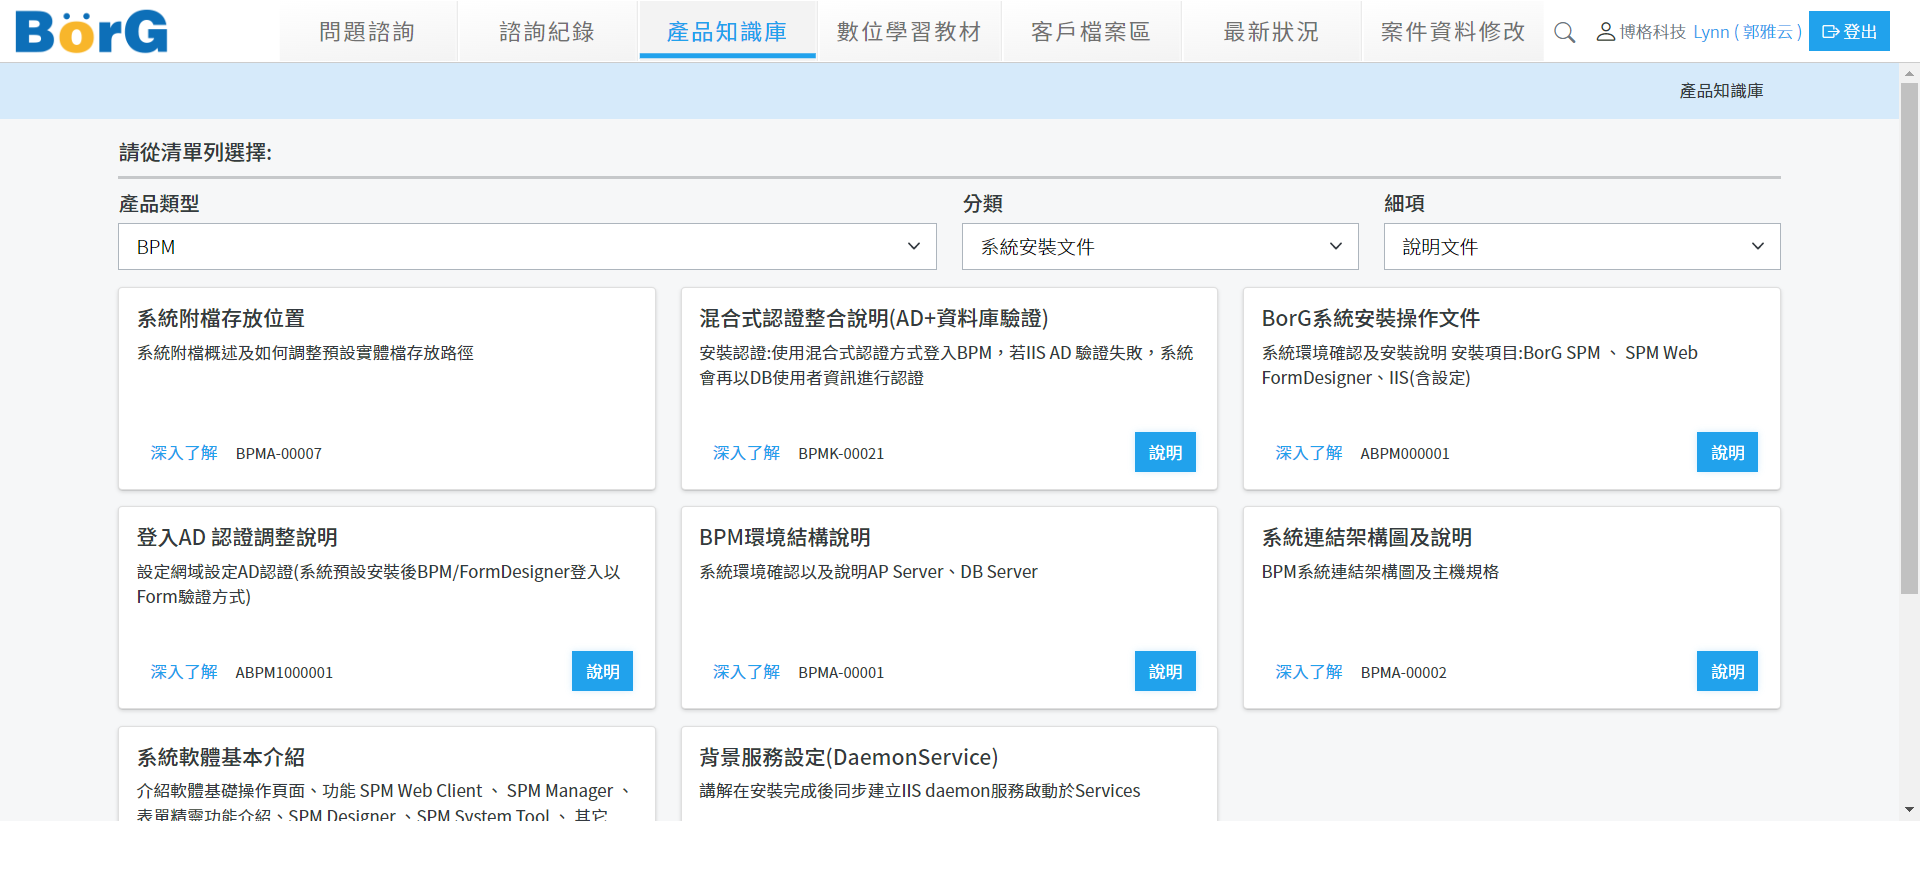 BorG
問題諮詢
諮詢紀錄
產品知識庫
數位學習教材
客戶檔案區
最新狀況
案件資料修改
博格科技 Lynn ( 郭雅云 )
登出
產品知識庫
請從清單列選擇:
產品類型
分類
細項
BPM
系統安裝文件
說明文件
系統附檔存放位置
系統附檔概述及如何調整預設實體檔存放路徑
深入了解 BPMA-00007
混合式認證整合說明(AD+資料庫驗證)
安裝認證:使用混合式認證方式登入BPM，若IIS AD 驗證失敗，系統
會再以DB使用者資訊進行認證
深入了解 BPMK-00021 說明
BorG系統安裝操作文件
系統環境確認及安裝說明 安裝項目:BorG SPM 、 SPM Web
FormDesigner、IIS(含設定)
深入了解 ABPM000001 說明
登入AD 認證調整說明
設定網域設定AD認證(系統預設安裝後BPM/FormDesigner登入以
Form驗證方式)
深入了解 ABPM1000001 說明
BPM環境結構說明
系統環境確認以及說明AP Server、DB Server
深入了解 BPMA-00001 說明
系統連結架構圖及說明
BPM系統連結架構圖及主機規格
深入了解 BPMA-00002 說明
系統軟體基本介紹
介紹軟體基礎操作頁面、功能 SPM Web Client 、 SPM Manager 、
表單精靈功能介紹、SPM Designer 、SPM System Tool 、 其它
背景服務設定(DaemonService)
講解在安裝完成後同步建立IIS daemon服務啟動於Services